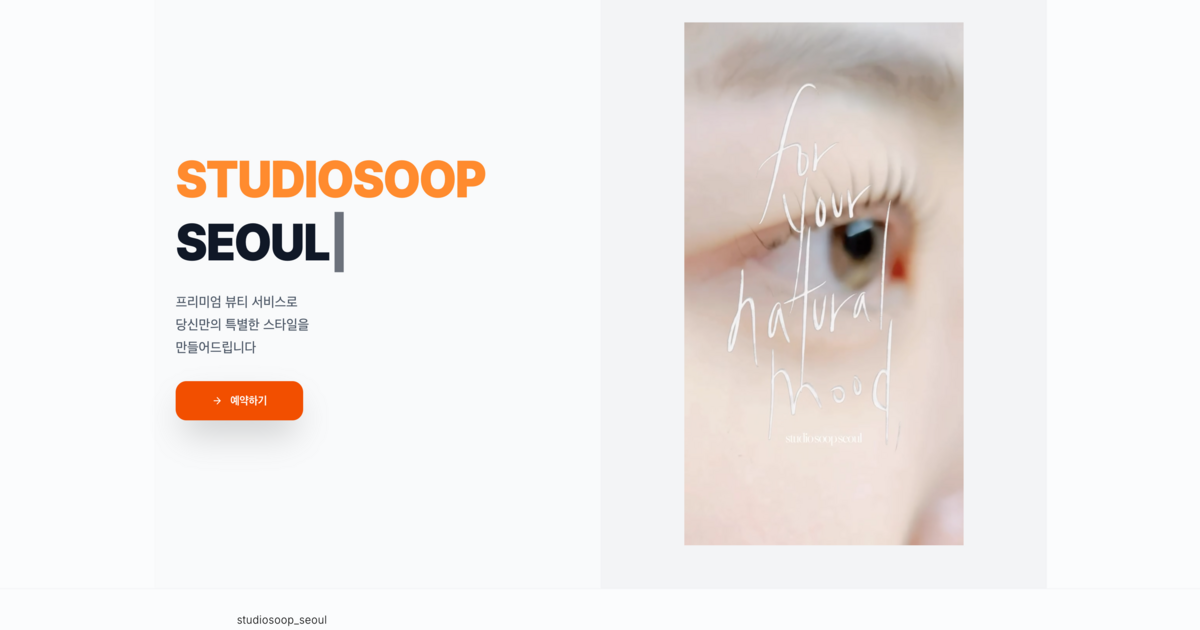 STUDIOSOOP
SEOUL
프리미엄 뷰티 서비스로
당신만의 특별한 스타일을
만들어드립니다
→ 예약하기
for
your
natural
mood,
studio soop seoul
studiosoop_seoul